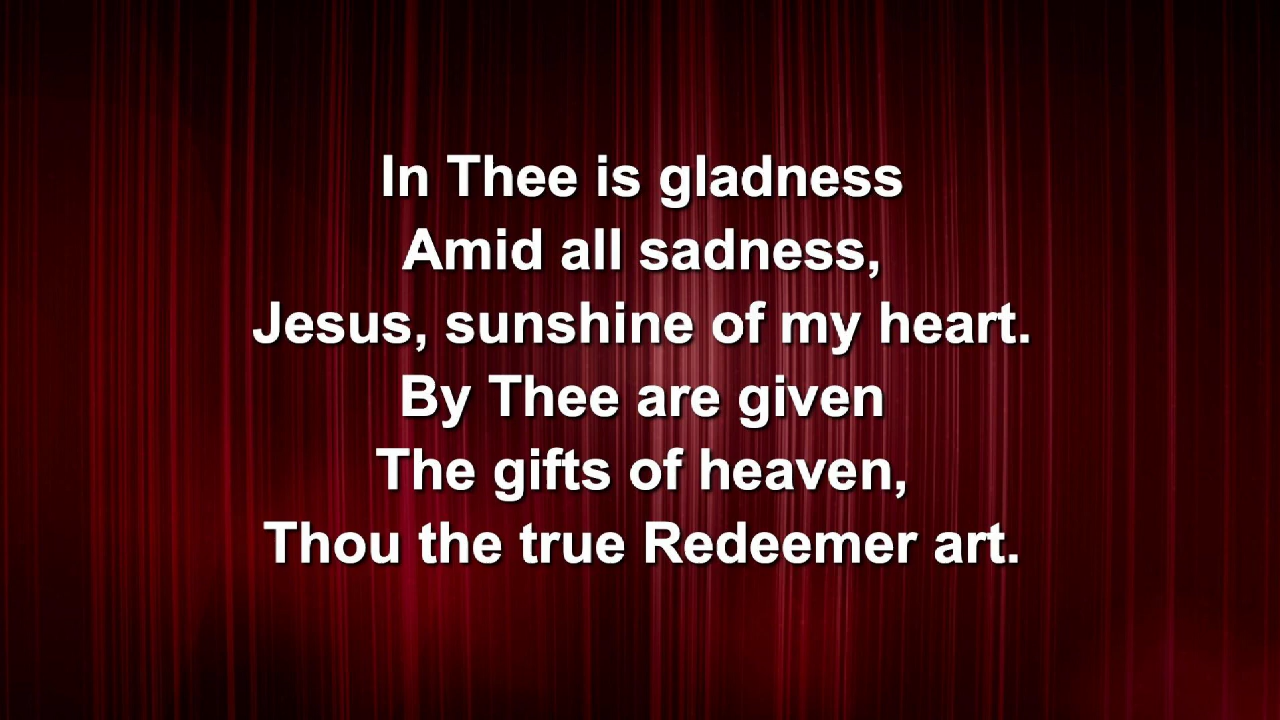 In Thee is gladness
Amid all sadness,
Jesus, sunshine of my heart.
By Thee are given
The gifts of heaven,
Thou the true Redeemer art.